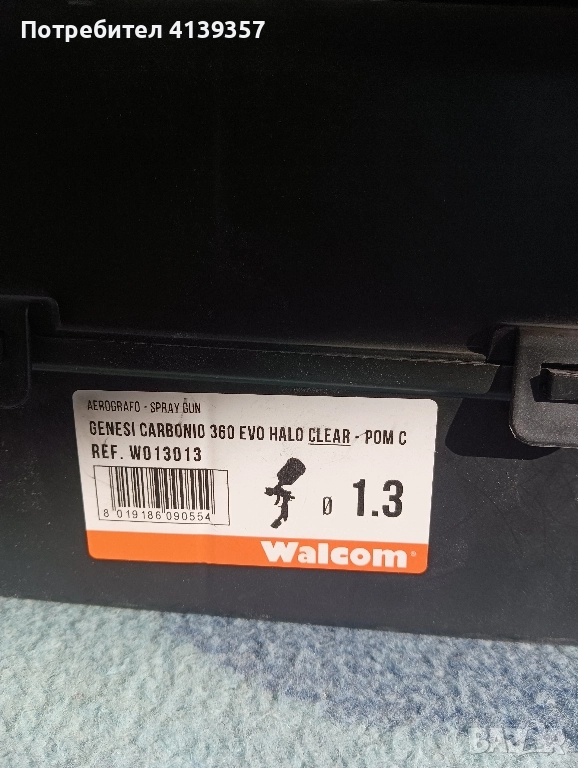 Потребител 4139357
AEROGRAFO - SPRAY GUN
GENESI CARBONIO 360 EVO HALO CLEAR - POM C
REF. W013013
8 019186 090554
Ø 1.3
Walcom®
BAZAR